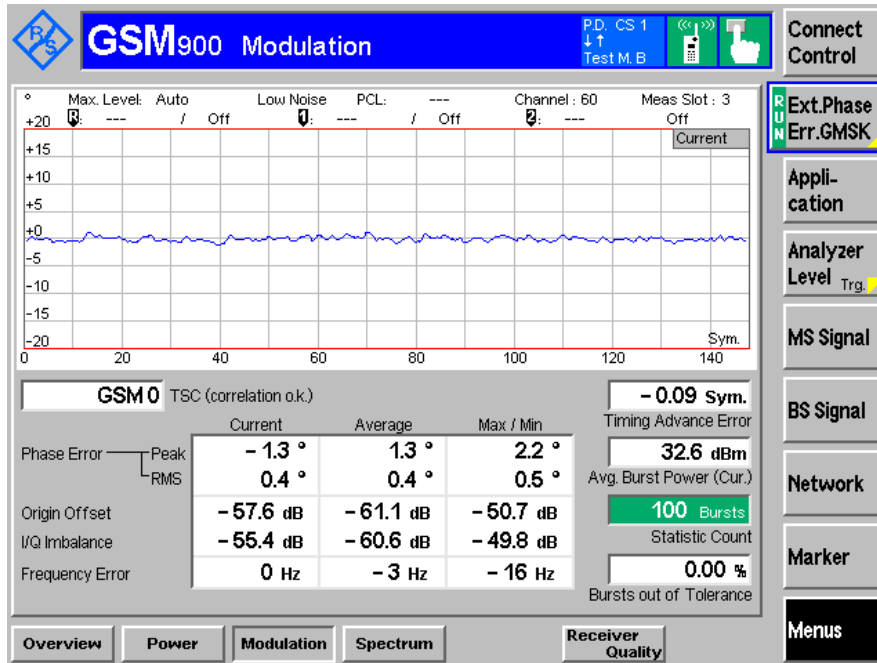 R&S
GSM900 Modulation
P.D. CS 1
↓↑
Test M. B
Connect
Control
° Max. Level: Auto Low Noise PCL: --- Channel : 60 Meas Slot : 3
R: --- / Off 1: --- / Off 2: --- Off
RUN
Ext.Phase
Err.GMSK
Current
+20
+15
+10
+5
+0
-5
-10
-15
-20
Sym.
0 20 40 60 80 100 120 140
Appli-
cation
Analyzer
Level Trg.
MS Signal
BS Signal
Network
Marker
Menus
GSM 0 TSC (correlation o.k.)
Current Average Max / Min
Phase Error Peak – 1.3 ° 1.3 ° 2.2 °
RMS 0.4 ° 0.4 ° 0.5 °
Origin Offset – 57.6 dB – 61.1 dB – 50.7 dB
I/Q Imbalance – 55.4 dB – 60.6 dB – 49.8 dB
Frequency Error 0 Hz – 3 Hz – 16 Hz
– 0.09 Sym.
Timing Advance Error
32.6 dBm
Avg. Burst Power (Cur.)
100 Bursts
Statistic Count
0.00 %
Bursts out of Tolerance
Overview Power Modulation Spectrum Receiver
Quality